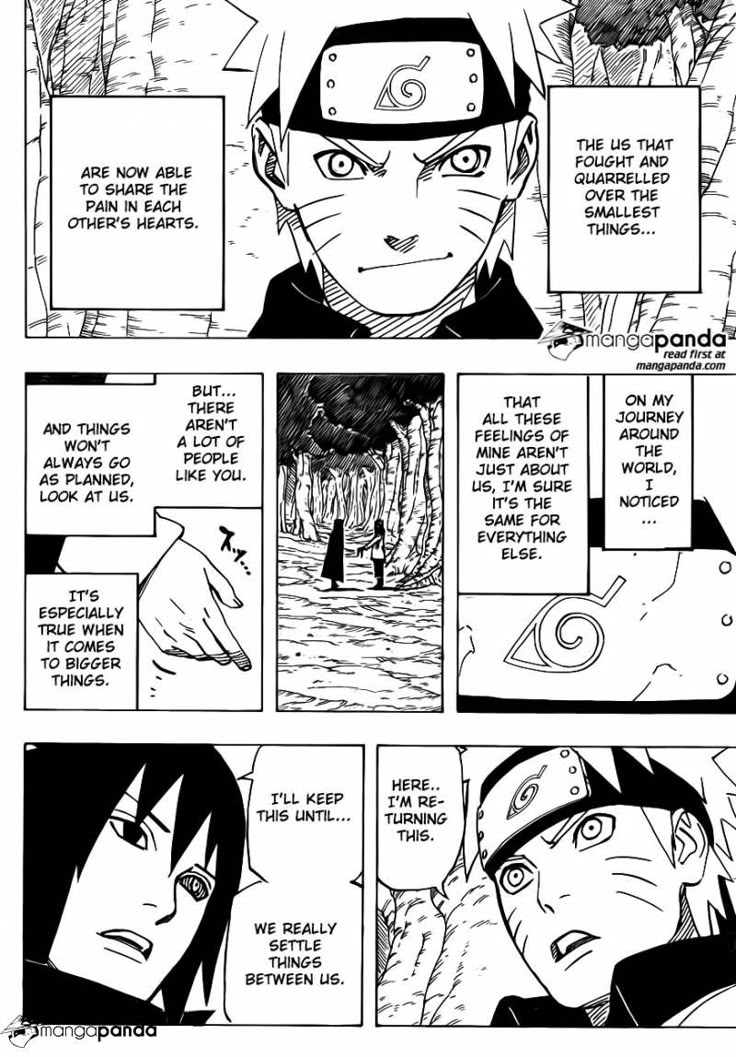 THE US THAT
FOUGHT AND
QUARRELLED
OVER THE
SMALLEST
THINGS...
ARE NOW ABLE
TO SHARE THE
PAIN IN EACH
OTHER'S HEARTS.
mangapanda
read first at
mangapanda.com
ON MY
JOURNEY
AROUND
THE
WORLD,
I
NOTICED
...
THAT
ALL THESE
FEELINGS OF
MINE AREN'T
JUST ABOUT
US, I'M SURE
IT'S THE
SAME FOR
EVERYTHING
ELSE.
BUT...
THERE
AREN'T
A LOT OF
PEOPLE
LIKE YOU.
AND THINGS
WON'T
ALWAYS GO
AS PLANNED,
LOOK AT US.
スッ...
IT'S
ESPECIALLY
TRUE WHEN
IT COMES
TO BIGGER
THINGS.
HERE..
I'M RE-
TURNING
THIS.
I'LL KEEP
THIS UNTIL...
WE REALLY
SETTLE
THINGS
BETWEEN US.
mangapanda